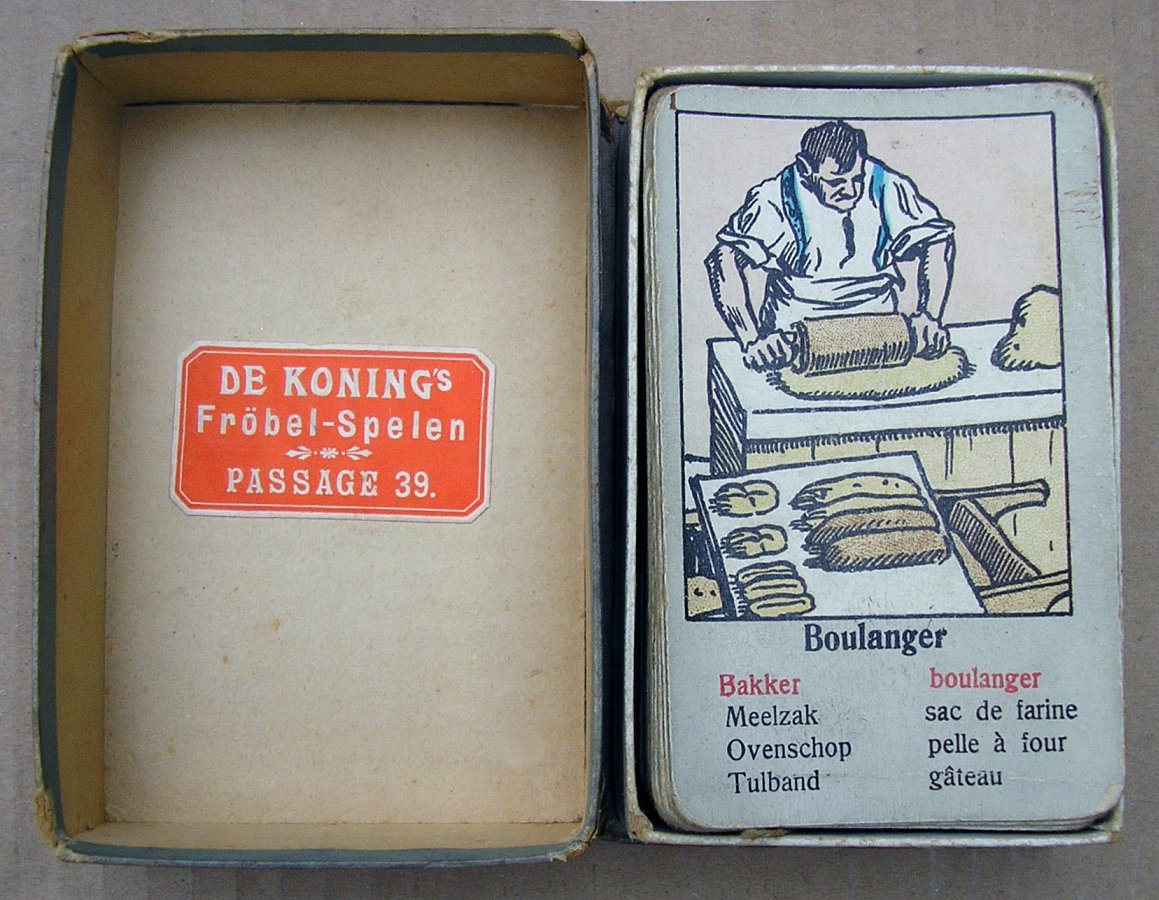 DE KONING'S
Fröbel-Spelen
PASSAGE 39.
Boulanger
Bakker boulanger
Meelzak sac de farine
Ovenschop pelle à four
Tulband gâteau